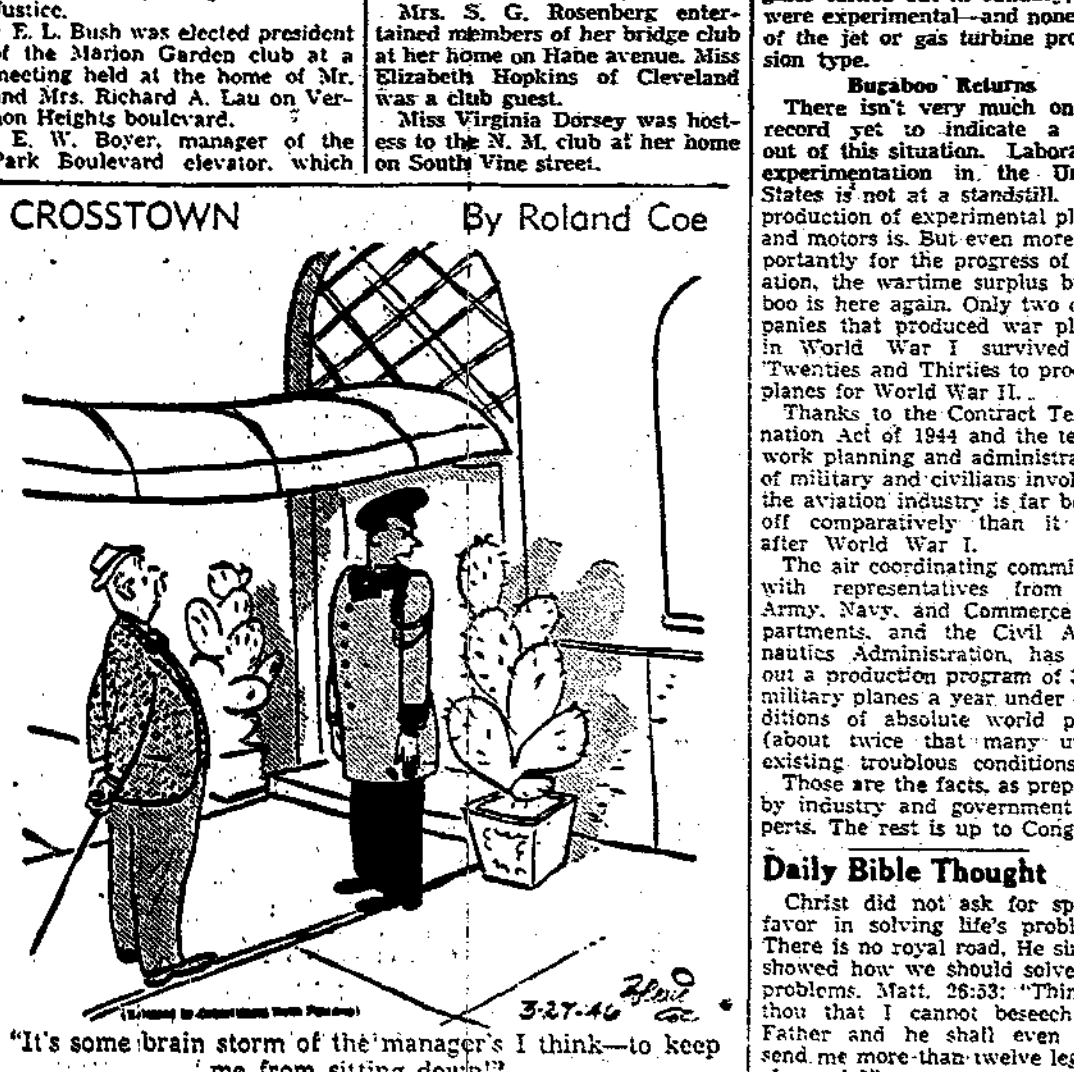 Justice.
E. L. Bush was elected president
of the Marion Garden club at a
meeting held at the home of Mr.
and Mrs. Richard A. Lau on Ver-
non Heights boulevard.
E. W. Boyer, manager of the
Park Boulevard elevator, which
Mrs. S. G. Rosenberg enter-
tained members of her bridge club
at her home on Hane avenue. Miss
Elizabeth Hopkins of Cleveland
was a club guest.
Miss Virginia Dorsey was host-
ess to the N. M. club at her home
on South Vine street.
CROSSTOWN By Roland Coe
3-27-46
"It's some brain storm of the manager's I think—to keep
me from sitting down!"
were experimental—and none
of the jet or gas turbine pro
sion type.
Bugaboo Returns
There isn't very much on
record yet to indicate a
out of this situation. Labora
experimentation in the Un
States is not at a standstill.
production of experimental pl
and motors is. But even more
portantly for the progress of
ation, the wartime surplus b
boo is here again. Only two
panies that produced war pl
in World War I survived
'Twenties and Thirties to pro
planes for World War II.
Thanks to the Contract Te
nation Act of 1944 and the te
work planning and administra
of military and civilians invol
the aviation industry is far be
off comparatively than it
after World War I.
The air coordinating commi
with representatives from
Army, Navy, and Commerce
partments, and the Civil A
nautics Administration, has
out a production program of
military planes a year under
ditions of absolute world p
(about twice that many u
existing troublous conditions
Those are the facts, as prep
by industry and government
perts. The rest is up to Cong
Daily Bible Thought
Christ did not ask for sp
favor in solving life's probl
There is no royal road, He si
showed how we should solve
problems. Matt. 26:53: "Thin
thou that I cannot beseech
Father and he shall even
send me more than twelve leg